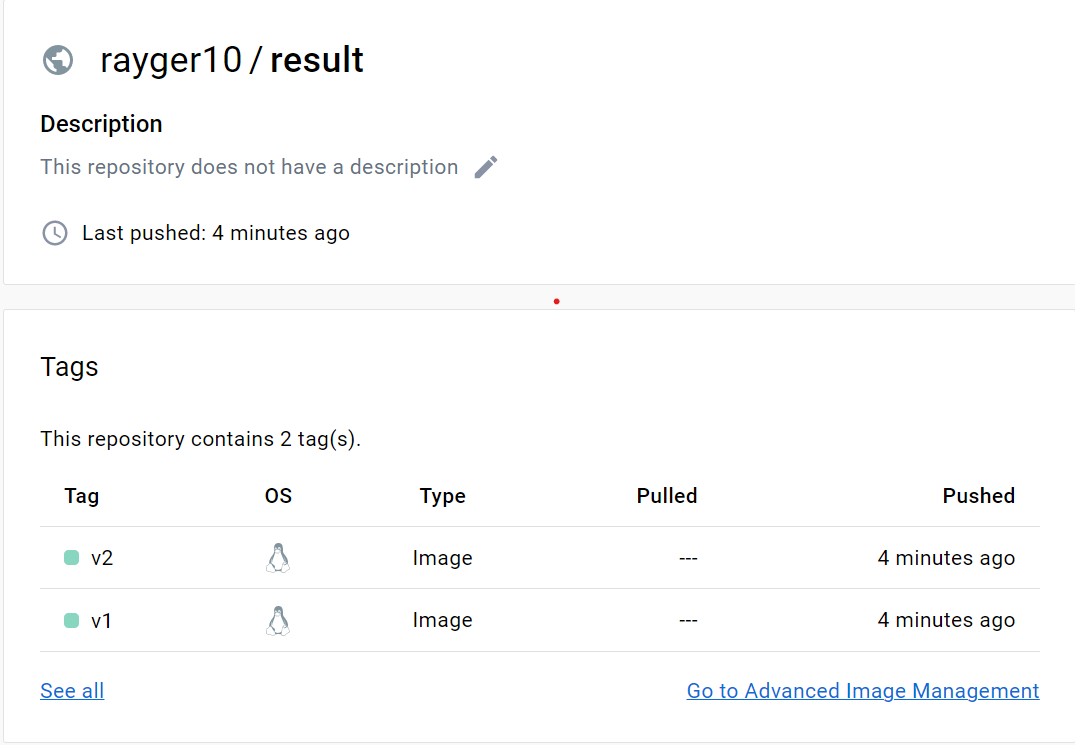 rayger10 / result
Description
This repository does not have a description
Last pushed: 4 minutes ago
Tags
This repository contains 2 tag(s).
Tag OS Type Pulled Pushed
v2 Image --- 4 minutes ago
v1 Image --- 4 minutes ago
See all Go to Advanced Image Management